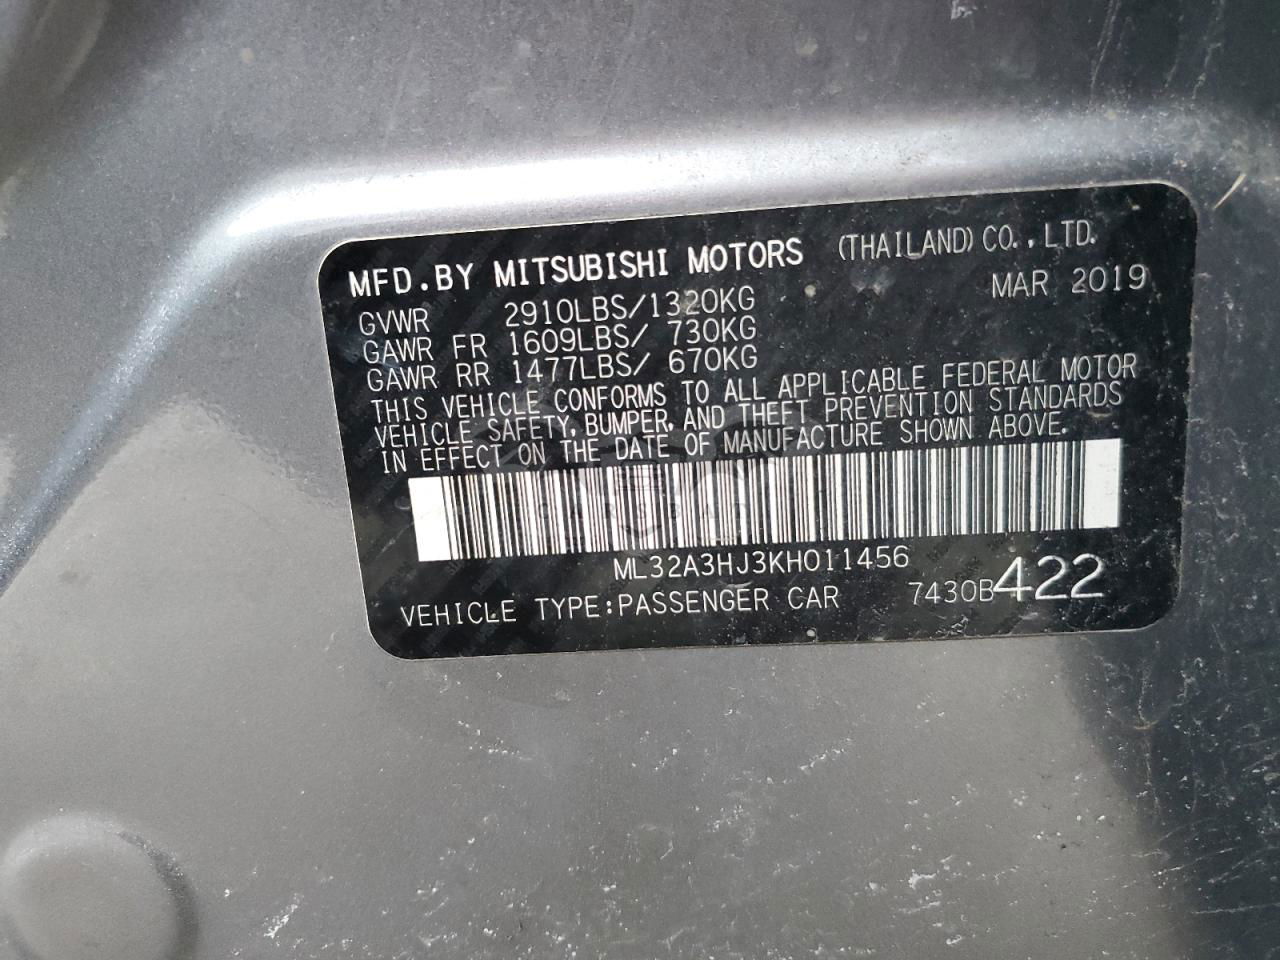 MFD.BY MITSUBISHI MOTORS (THAILAND) CO.,LTD.
MAR 2019
GVWR 2910LBS/1320KG
GAWR FR 1609LBS/ 730KG
GAWR RR 1477LBS/ 670KG
THIS VEHICLE CONFORMS TO ALL APPLICABLE FEDERAL MOTOR
VEHICLE SAFETY, BUMPER, AND THEFT PREVENTION STANDARDS
IN EFFECT ON THE DATE OF MANUFACTURE SHOWN ABOVE.
ML32A3HJ3KH011456
VEHICLE TYPE:PASSENGER CAR 7430B422